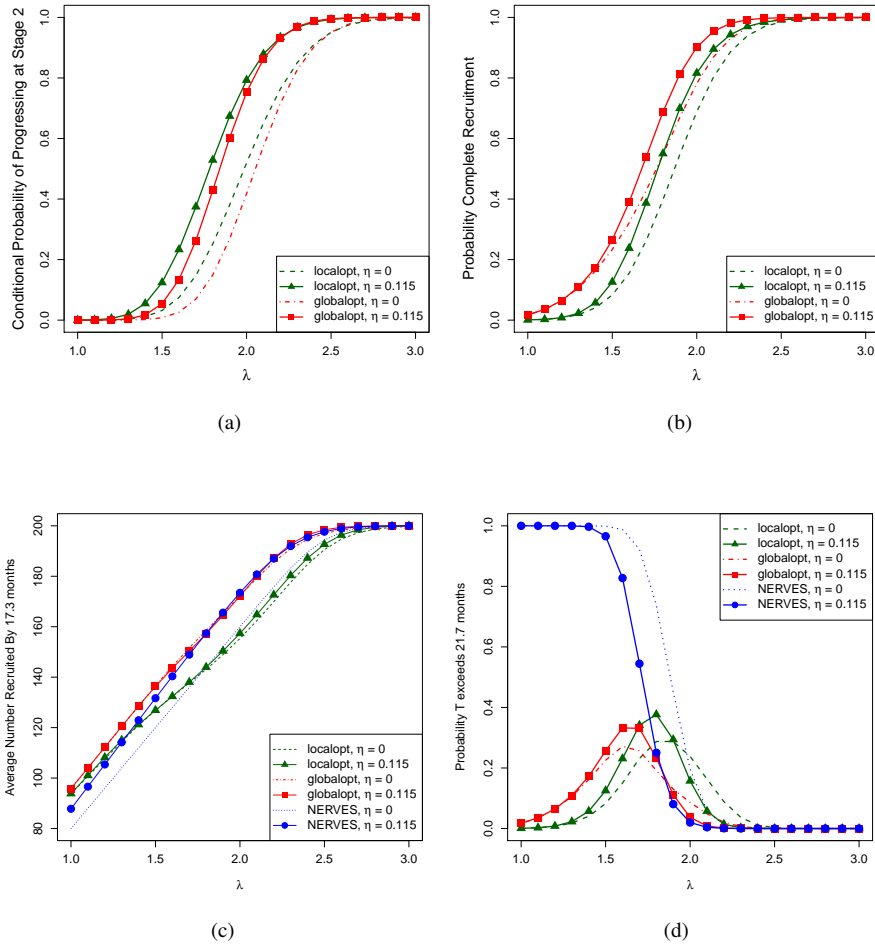 Conditional Probability of Progressing at Stage 2
1.0
0.8
0.6
0.4
0.2
0.0
localopt, η = 0
localopt, η = 0.115
globalopt, η = 0
globalopt, η = 0.115
1.0 1.5 2.0 2.5 3.0
λ
(a)
Probability Complete Recruitment
1.0
0.8
0.6
0.4
0.2
0.0
localopt, η = 0
localopt, η = 0.115
globalopt, η = 0
globalopt, η = 0.115
1.0 1.5 2.0 2.5 3.0
λ
(b)
Average Number Recruited By 17.3 months
200
180
160
140
120
100
80
localopt, η = 0
localopt, η = 0.115
globalopt, η = 0
globalopt, η = 0.115
NERVES, η = 0
NERVES, η = 0.115
1.0 1.5 2.0 2.5 3.0
λ
(c)
Probability T exceeds 21.7 months
1.0
0.8
0.6
0.4
0.2
0.0
localopt, η = 0
localopt, η = 0.115
globalopt, η = 0
globalopt, η = 0.115
NERVES, η = 0
NERVES, η = 0.115
1.0 1.5 2.0 2.5 3.0
λ
(d)